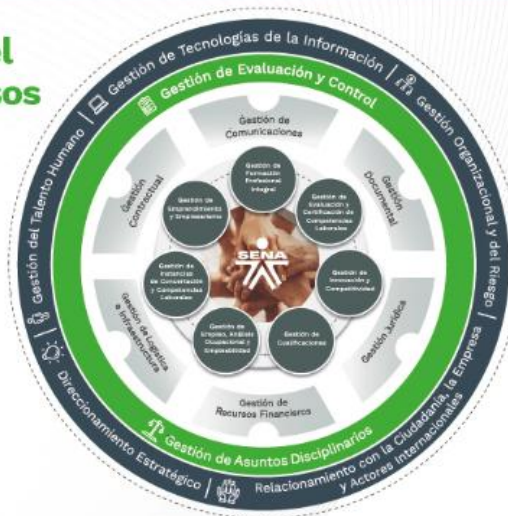 el
sos
Gestión de Tecnologías de la Información
Gestión Organizacional y del Riesgo
Relacionamiento con la Ciudadanía, la Empresa
y Actores Internacionales
Direccionamiento Estratégico
Gestión del Talento Humano
Gestión de Evaluación y Control
Gestión de Asuntos Disciplinarios
Gestión de
Comunicaciones
Gestión
Documental
Gestión Jurídica
Gestión de
Recursos Financieros
Gestión de Logística
e Infraestructura
Gestión
Contractual
Gestión de
Formación
Profesional
Integral
Gestión de
Evaluación y
Certificación de
Competencias
Laborales
Gestión de
Innovación y
Competitividad
Gestión de
Cualificaciones
Gestión de
Empleo, Análisis
Ocupacional y
Empleabilidad
Gestión de
Instancias
de Concertación
y Competencias
Laborales
Gestión de
Emprendimiento
y Empresarismo
SENA